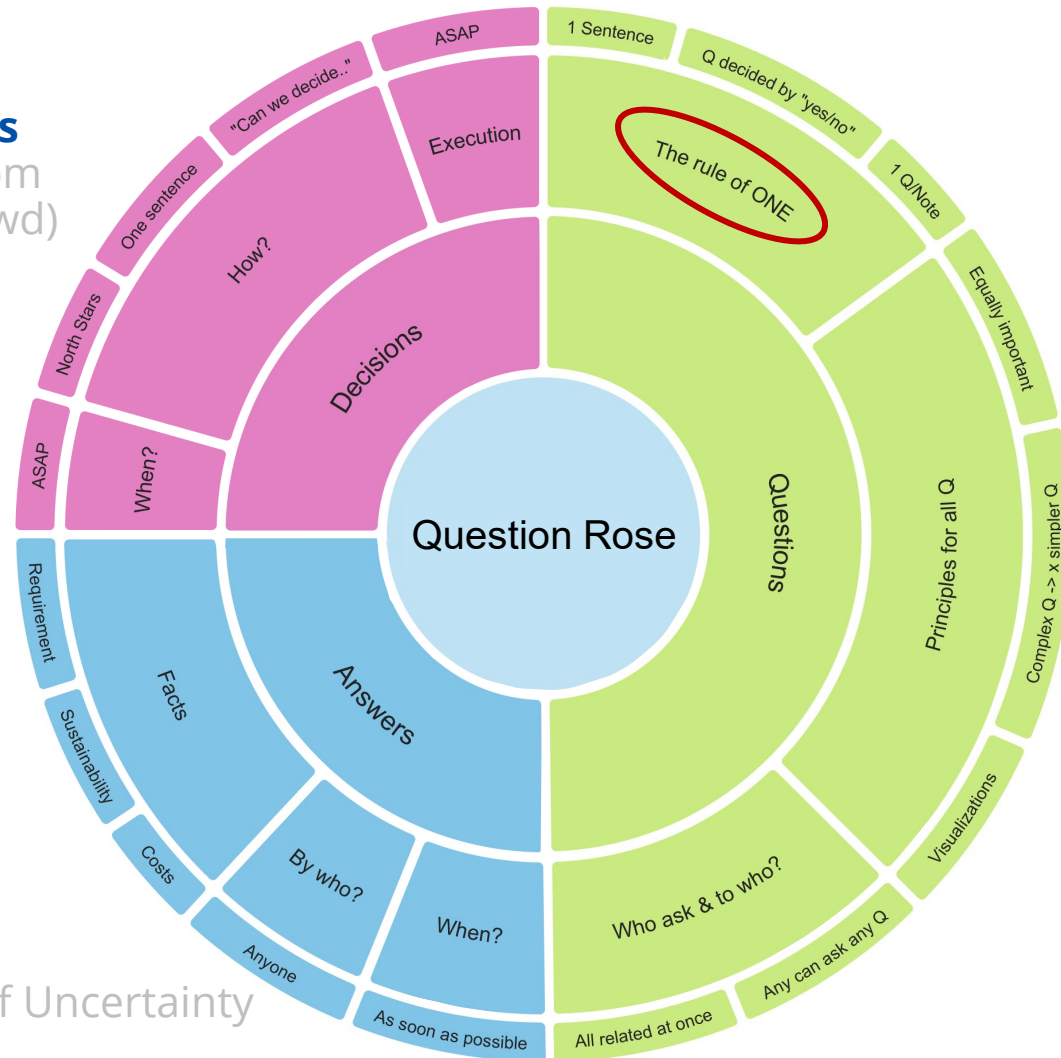 s
om
wd)
f Uncertainty
Question Rose
Questions
The rule of ONE
1 Sentence
Q decided by "yes/no"
1 Q/Note
Principles for all Q
Equally important
Complex Q -> x simpler Q
Visualizations
Who ask & to who?
Any can ask any Q
All related at once
Answers
When?
As soon as possible
By who?
Anyone
Facts
Costs
Sustainability
Requirement
Decisions
When?
ASAP
How?
North Stars
One sentence
"Can we decide.."
Execution
ASAP